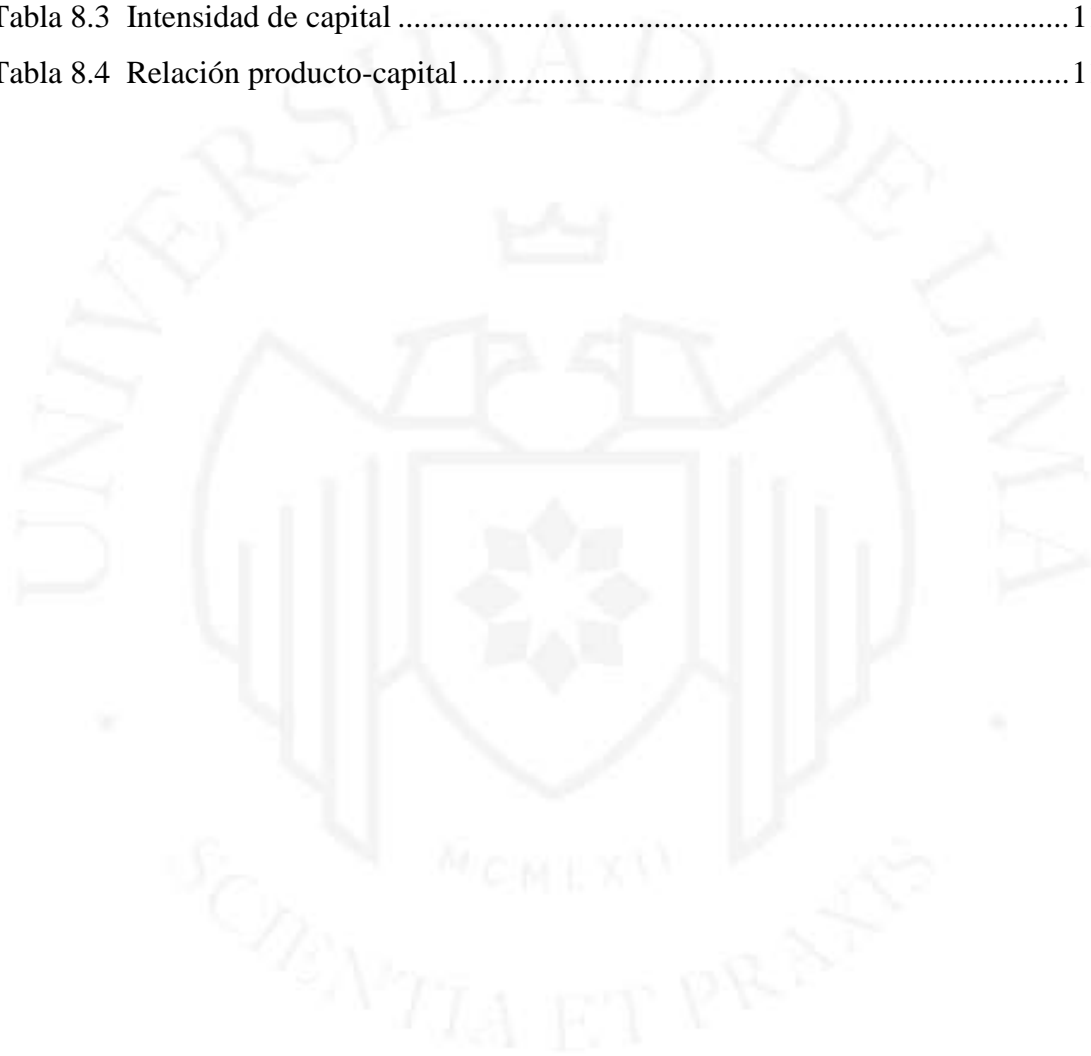 Tabla 8.3 Intensidad de capital ........................................................................................ 1
Tabla 8.4 Relación producto-capital ................................................................................ 1
UNIVERSIDAD DE LIMA
MCMLXII
SCIENTIA ET PRAXIS